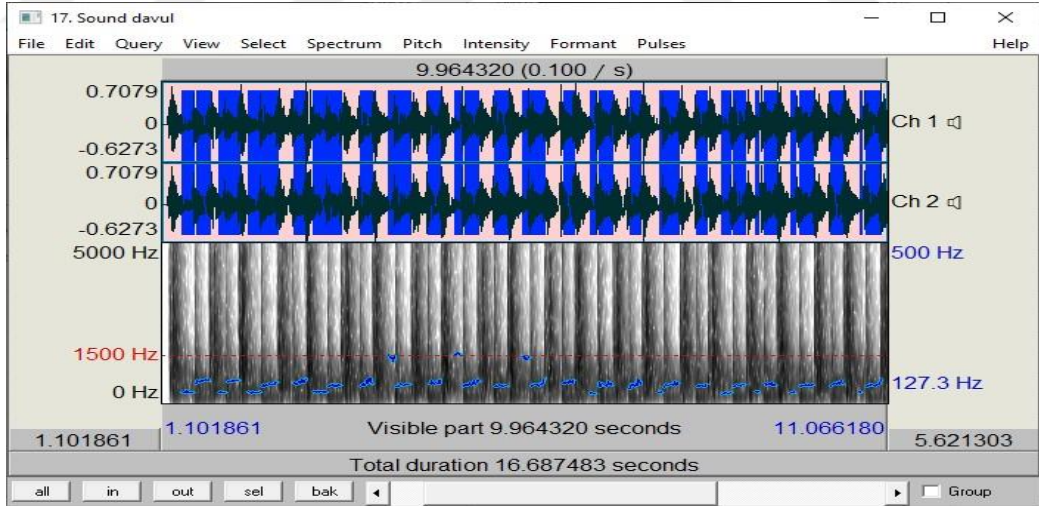 17. Sound davul
File Edit Query View Select Spectrum Pitch Intensity Formant Pulses Help
9.964320 (0.100 / s)
0.7079
0
-0.6273
Ch 1
0.7079
0
-0.6273
Ch 2
5000 Hz
500 Hz
1500 Hz
0 Hz
127.3 Hz
1.101861
1.101861
Visible part 9.964320 seconds
11.066180
5.621303
Total duration 16.687483 seconds
all in out sel bak Group